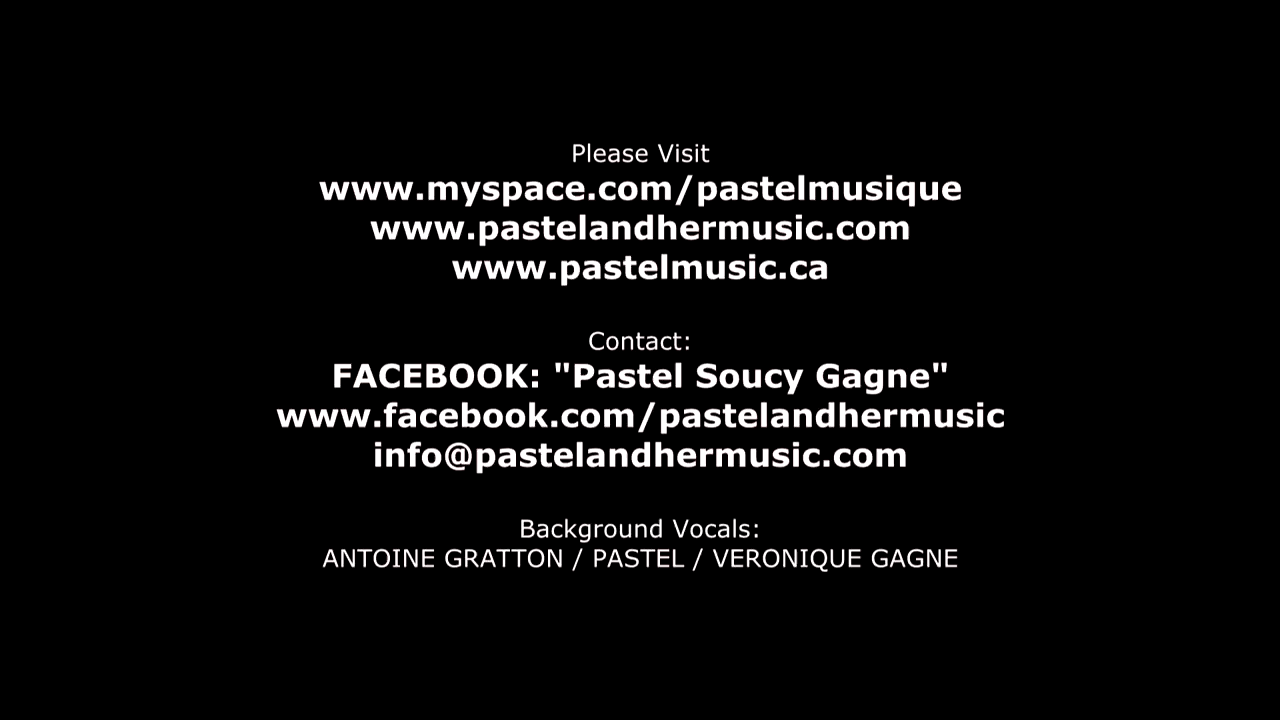 Please Visit
www.myspace.com/pastelmusique
www.pastelandhermusic.com
www.pastelmusic.ca
Contact:
FACEBOOK: "Pastel Soucy Gagne"
www.facebook.com/pastelandhermusic
info@pastelandhermusic.com
Background Vocals:
ANTOINE GRATTON / PASTEL / VERONIQUE GAGNE